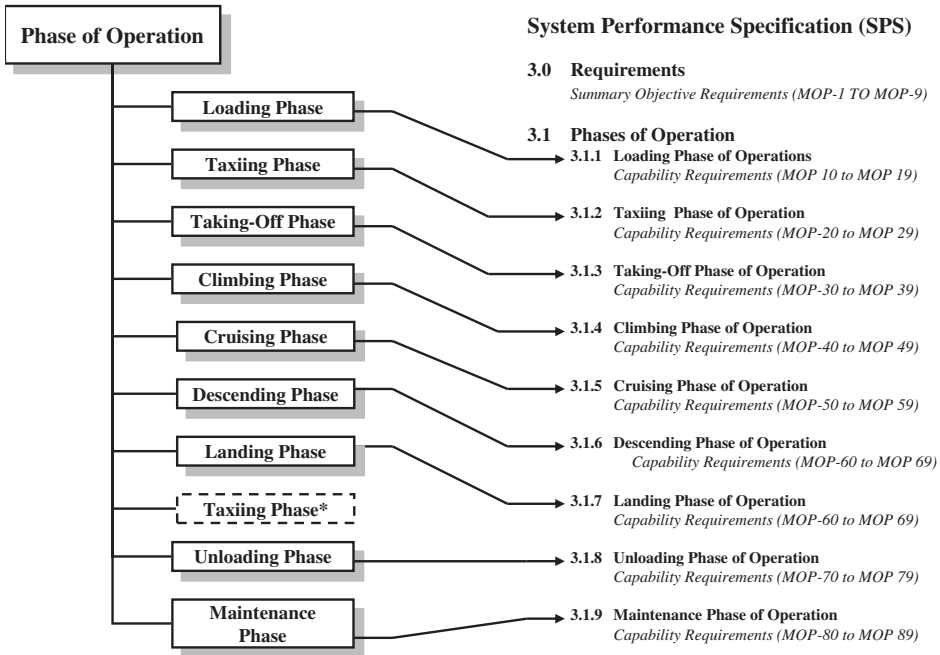 Phase of Operation
Loading Phase
Taxiing Phase
Taking-Off Phase
Climbing Phase
Cruising Phase
Descending Phase
Landing Phase
Taxiing Phase*
Unloading Phase
Maintenance
Phase
System Performance Specification (SPS)
3.0 Requirements
Summary Objective Requirements (MOP-1 TO MOP-9)
3.1 Phases of Operation
3.1.1 Loading Phase of Operations
Capability Requirements (MOP 10 to MOP 19)
3.1.2 Taxiing Phase of Operation
Capability Requirements (MOP-20 to MOP 29)
3.1.3 Taking-Off Phase of Operation
Capability Requirements (MOP-30 to MOP 39)
3.1.4 Climbing Phase of Operation
Capability Requirements (MOP-40 to MOP 49)
3.1.5 Cruising Phase of Operation
Capability Requirements (MOP-50 to MOP 59)
3.1.6 Descending Phase of Operation
Capability Requirements (MOP-60 to MOP 69)
3.1.7 Landing Phase of Operation
Capability Requirements (MOP-60 to MOP 69)
3.1.8 Unloading Phase of Operation
Capability Requirements (MOP-70 to MOP 79)
3.1.9 Maintenance Phase of Operation
Capability Requirements (MOP-80 to MOP 89)